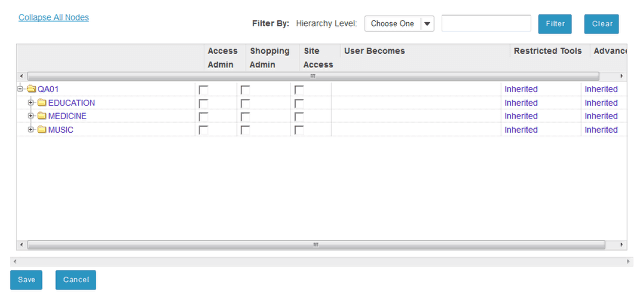 Collapse All Nodes
Filter By: Hierarchy Level: Choose One Filter Clear
Access Admin Shopping Admin Site Access User Becomes Restricted Tools Advanc
QA01 Inherited Inherited
EDUCATION Inherited Inherited
MEDICINE Inherited Inherited
MUSIC Inherited Inherited
Save Cancel